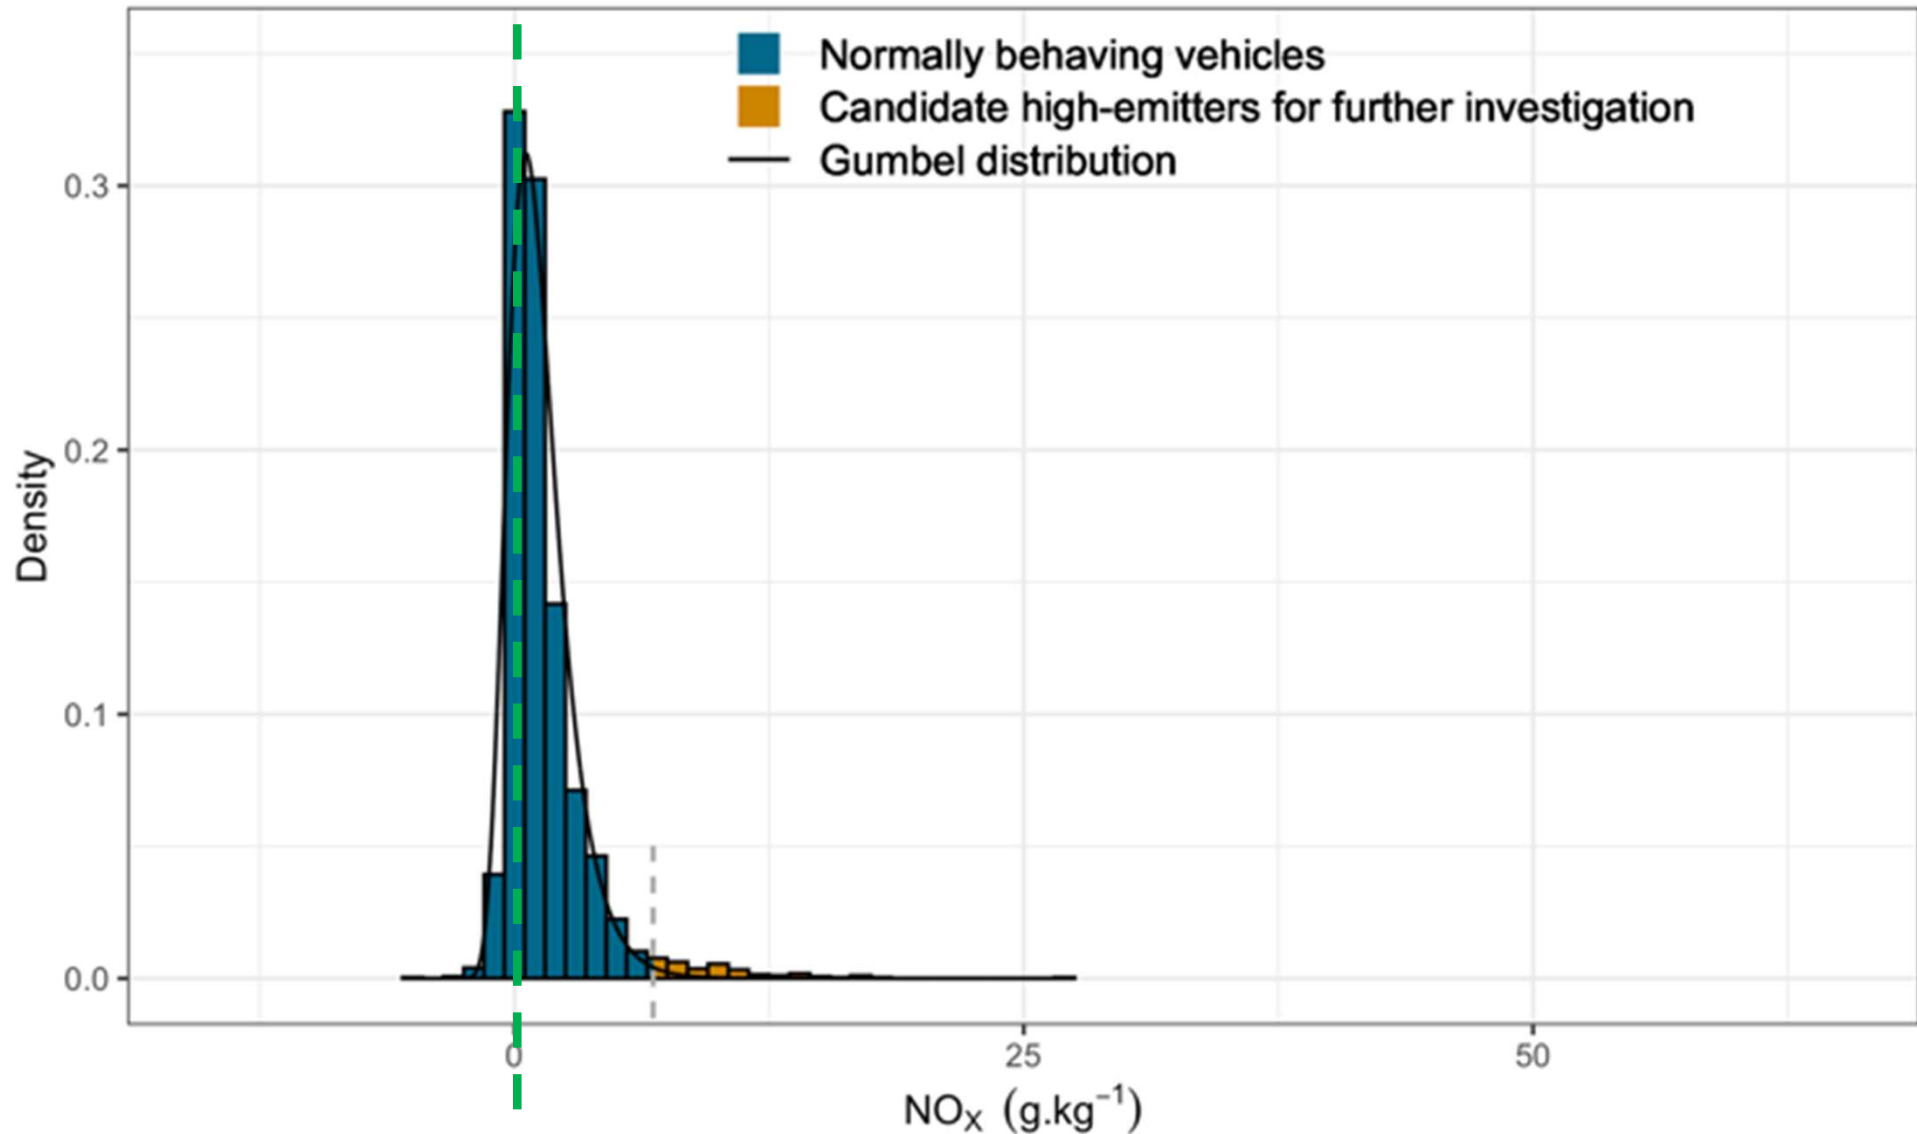 Normally behaving vehicles
Candidate high-emitters for further investigation
Gumbel distribution
0.3
0.2
0.1
0.0
Density
0
25
50
NOₓ (g.kg⁻¹)